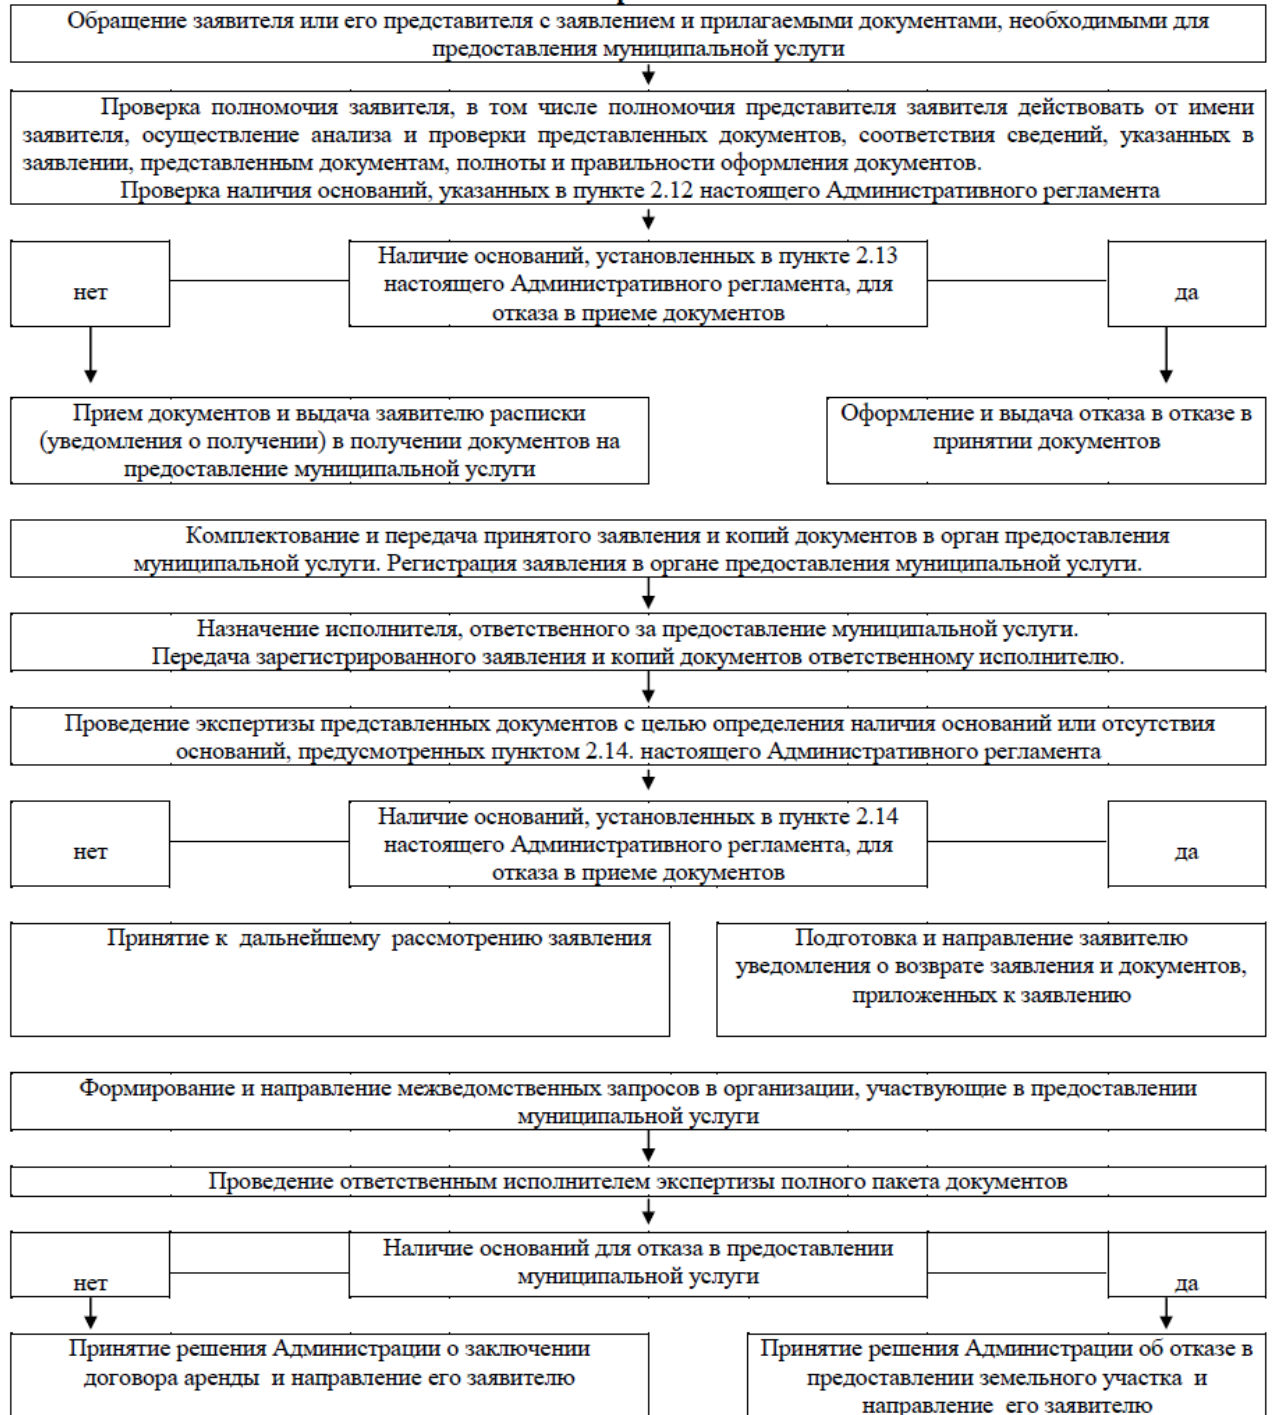 Обращение заявителя или его представителя с заявлением и прилагаемыми документами, необходимыми для
предоставления муниципальной услуги
Проверка полномочия заявителя, в том числе полномочия представителя заявителя действовать от имени
заявителя, осуществление анализа и проверки представленных документов, соответствия сведений, указанных в
заявлении, представленным документам, полноты и правильности оформления документов.
Проверка наличия оснований, указанных в пункте 2.12 настоящего Административного регламента
нет
Наличие оснований, установленных в пункте 2.13
настоящего Административного регламента, для
отказа в приеме документов
да
Прием документов и выдача заявителю расписки
(уведомления о получении) в получении документов на
предоставление муниципальной услуги
Оформление и выдача отказа в отказе в
принятии документов
Комплектование и передача принятого заявления и копий документов в орган предоставления
муниципальной услуги. Регистрация заявления в органе предоставления муниципальной услуги.
Назначение исполнителя, ответственного за предоставление муниципальной услуги.
Передача зарегистрированного заявления и копий документов ответственному исполнителю.
Проведение экспертизы представленных документов с целью определения наличия оснований или отсутствия
оснований, предусмотренных пунктом 2.14. настоящего Административного регламента
нет
Наличие оснований, установленных в пункте 2.14
настоящего Административного регламента, для
отказа в приеме документов
да
Принятие к дальнейшему рассмотрению заявления
Подготовка и направление заявителю
уведомления о возврате заявления и документов,
приложенных к заявлению
Формирование и направление межведомственных запросов в организации, участвующие в предоставлении
муниципальной услуги
Проведение ответственным исполнителем экспертизы полного пакета документов
нет
Наличие оснований для отказа в предоставлении
муниципальной услуги
да
Принятие решения Администрации о заключении
договора аренды и направление его заявителю
Принятие решения Администрации об отказе в
предоставлении земельного участка и
направление его заявителю